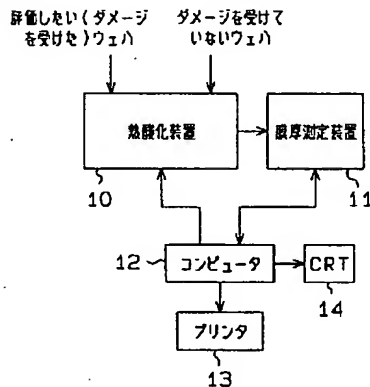 評価したい(ダメージ
を受けた)ウェハ
ダメージを受けて
いないウェハ
熱酸化装置
膜厚測定装置
10
11
12
コンピュータ
CRT
14
プリンタ
13